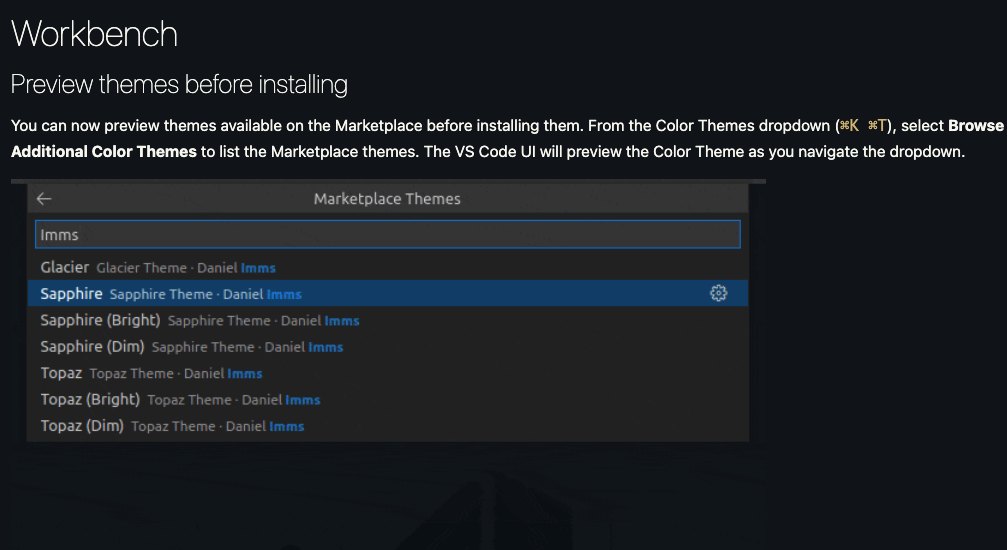 Workbench
Preview themes before installing
You can now preview themes available on the Marketplace before installing them. From the Color Themes dropdown (⌘K ⌘T), select Browse
Additional Color Themes to list the Marketplace themes. The VS Code UI will preview the Color Theme as you navigate the dropdown.
Marketplace Themes
Imms
Glacier Glacier Theme · Daniel Imms
Sapphire Sapphire Theme · Daniel Imms
Sapphire (Bright) Sapphire Theme · Daniel Imms
Sapphire (Dim) Sapphire Theme · Daniel Imms
Topaz Topaz Theme · Daniel Imms
Topaz (Bright) Topaz Theme · Daniel Imms
Topaz (Dim) Topaz Theme · Daniel Imms